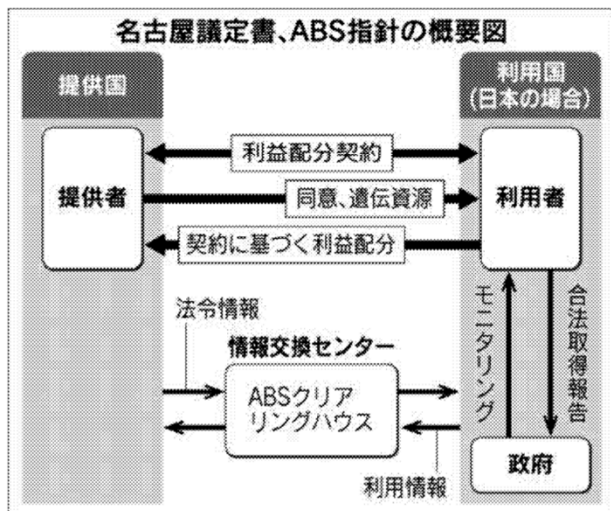 名古屋議定書、ABS指針の概要図
提供国
利用国
(日本の場合)
提供者
利益配分契約
同意、遺伝資源
契約に基づく利益配分
利用者
法令情報
情報交換センター
ABSクリア
リングハウス
利用情報
モニタリング
合法取得報告
政府